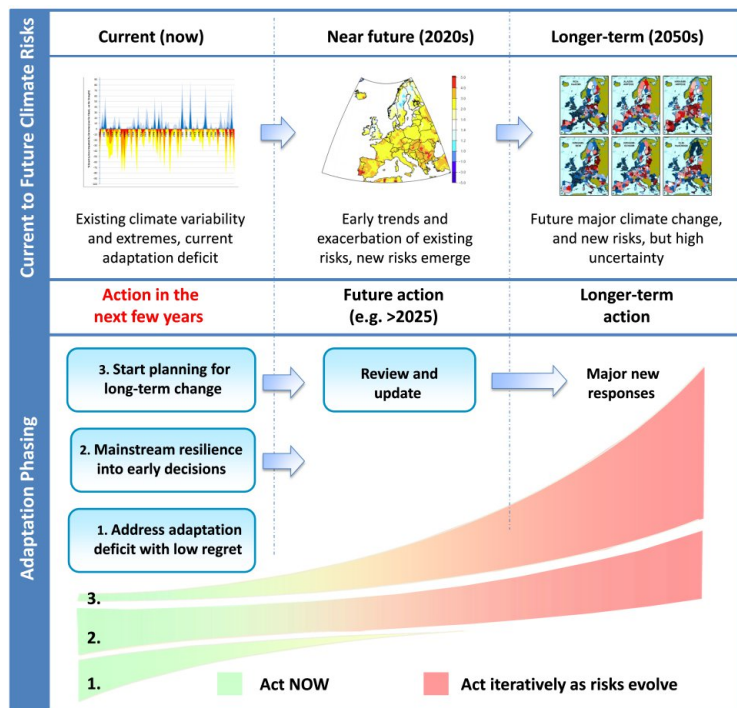 Current to Future Climate Risks
Current (now)
Near future (2020s)
Longer-term (2050s)
Existing climate variability
and extremes, current
adaptation deficit
Early trends and
exacerbation of existing
risks, new risks emerge
Future major climate change,
and new risks, but high
uncertainty
Adaptation Phasing
Action in the
next few years
Future action
(e.g. >2025)
Longer-term
action
3. Start planning for
long-term change
Review and
update
Major new
responses
2. Mainstream resilience
into early decisions
1. Address adaptation
deficit with low regret
3.
2.
1.
Act NOW
Act iteratively as risks evolve